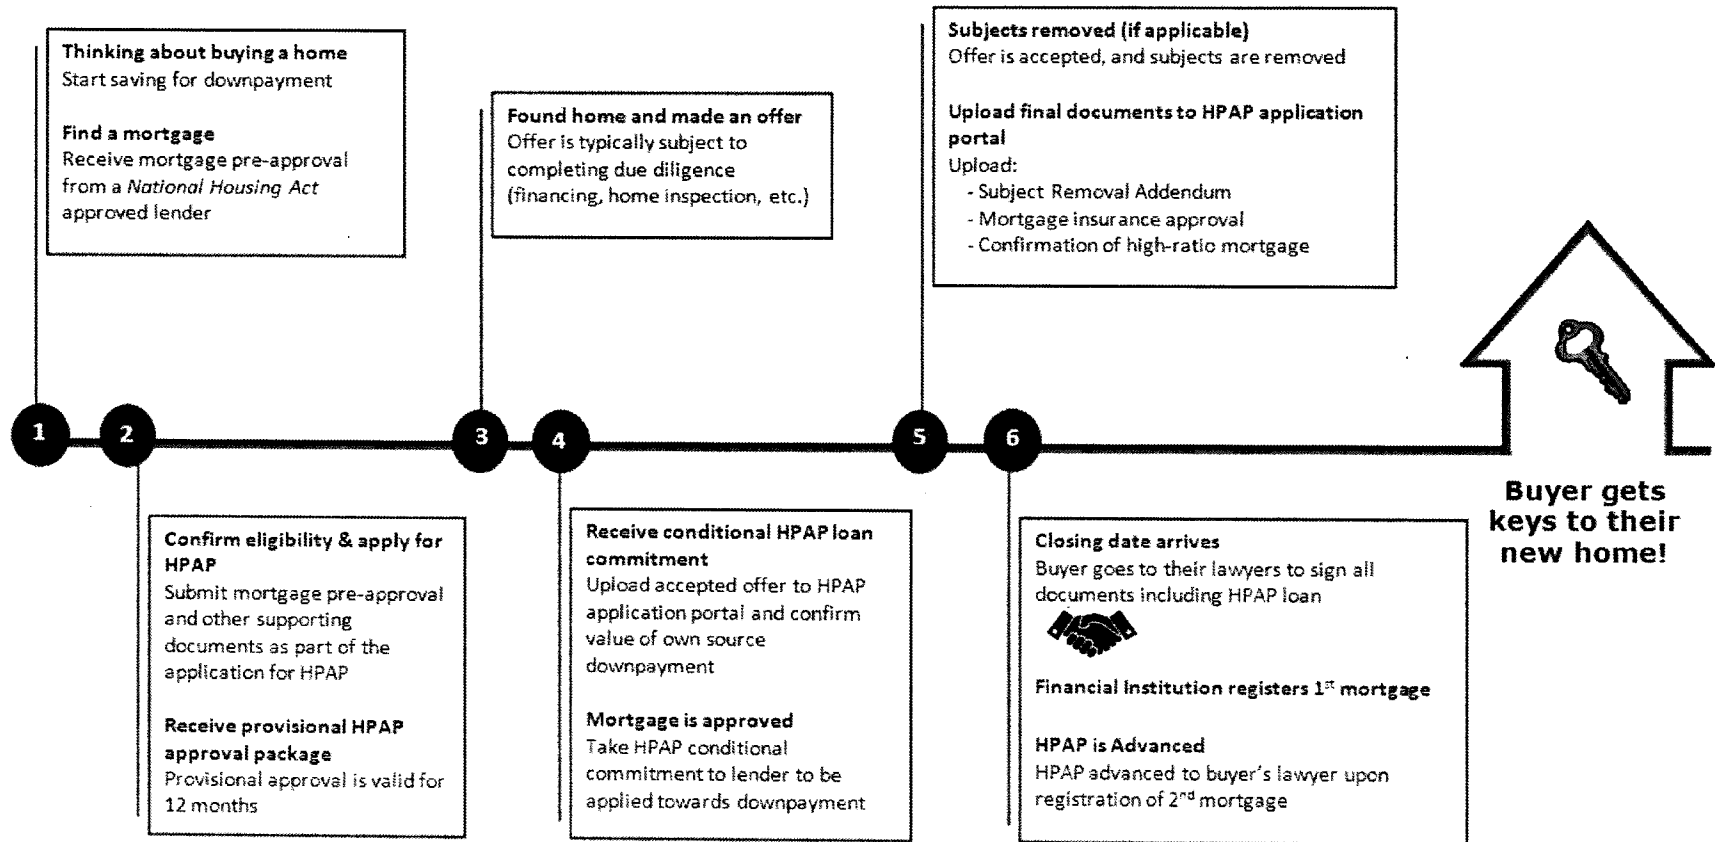 Thinking about buying a home
Start saving for downpayment
Find a mortgage
Receive mortgage pre-approval
from a National Housing Act
approved lender
Found home and made an offer
Offer is typically subject to
completing due diligence
(financing, home inspection, etc.)
Subjects removed (if applicable)
Offer is accepted, and subjects are removed
Upload final documents to HPAP application
portal
Upload:
- Subject Removal Addendum
- Mortgage insurance approval
- Confirmation of high-ratio mortgage
1
2
3
4
5
6
Confirm eligibility & apply for
HPAP
Submit mortgage pre-approval
and other supporting
documents as part of the
application for HPAP
Receive provisional HPAP
approval package
Provisional approval is valid for
12 months
Receive conditional HPAP loan
commitment
Upload accepted offer to HPAP
application portal and confirm
value of own source
downpayment
Mortgage is approved
Take HPAP conditional
commitment to lender to be
applied towards downpayment
Closing date arrives
Buyer goes to their lawyers to sign all
documents including HPAP loan
Financial Institution registers 1st mortgage
HPAP is Advanced
HPAP advanced to buyer's lawyer upon
registration of 2nd mortgage
Buyer gets
keys to their
new home!